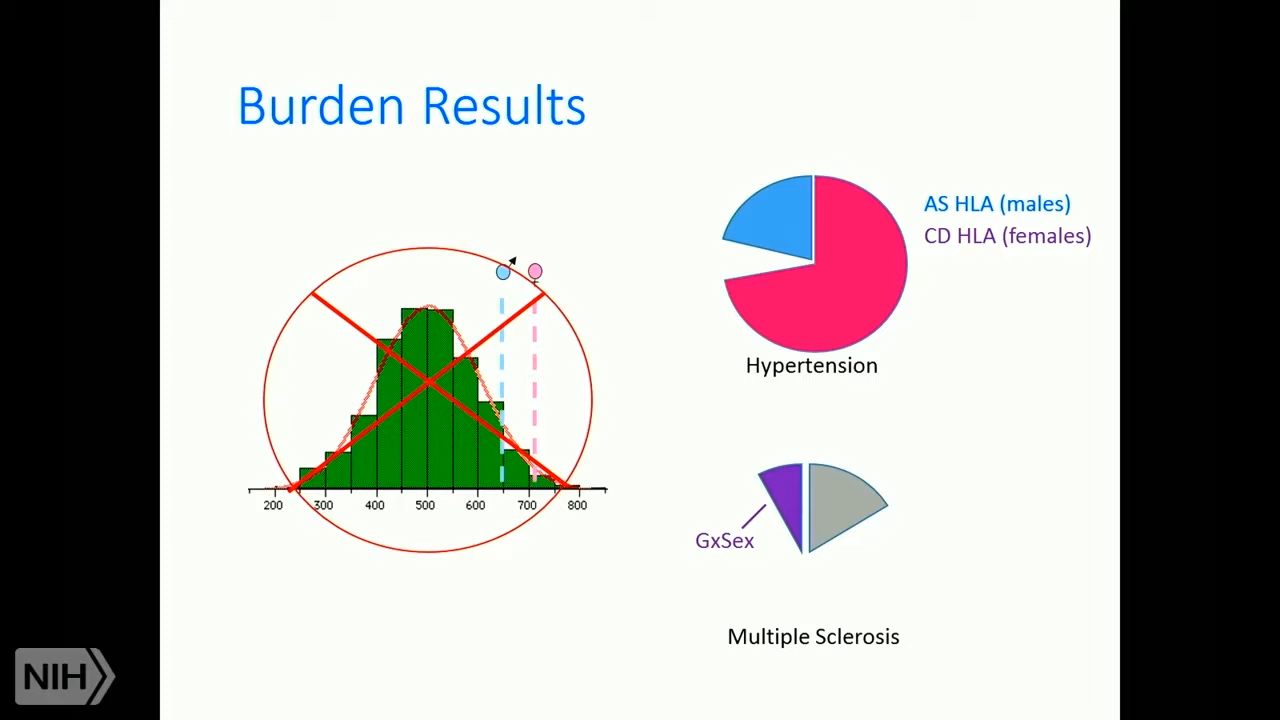 Burden Results
AS HLA (males)
CD HLA (females)
Hypertension
200 300 400 500 600 700 800
GxSex
Multiple Sclerosis
NIH